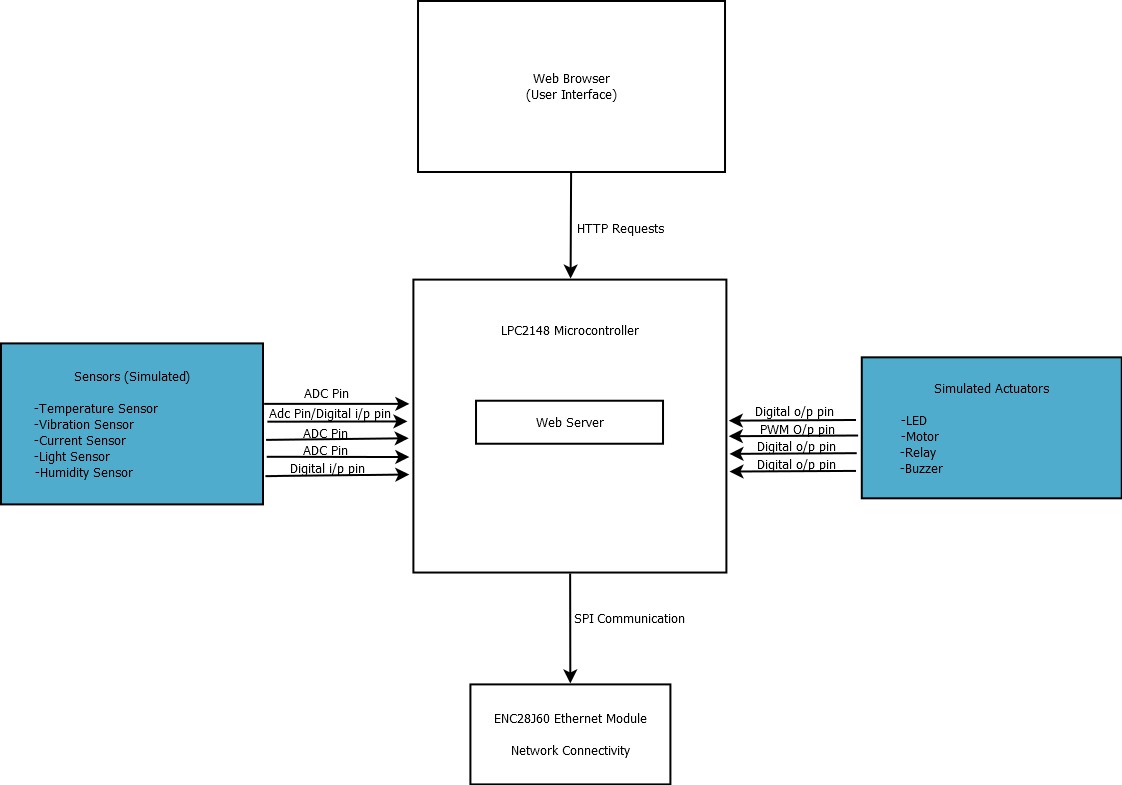 Web Browser
(User Interface)
HTTP Requests
LPC2148 Microcontroller
Web Server
Sensors (Simulated)
-Temperature Sensor
-Vibration Sensor
-Current Sensor
-Light Sensor
-Humidity Sensor
ADC Pin
Adc Pin/Digital i/p pin
ADC Pin
ADC Pin
Digital i/p pin
Digital o/p pin
PWM O/p pin
Digital o/p pin
Digital o/p pin
Simulated Actuators
-LED
-Motor
-Relay
-Buzzer
SPI Communication
ENC28J60 Ethernet Module
Network Connectivity